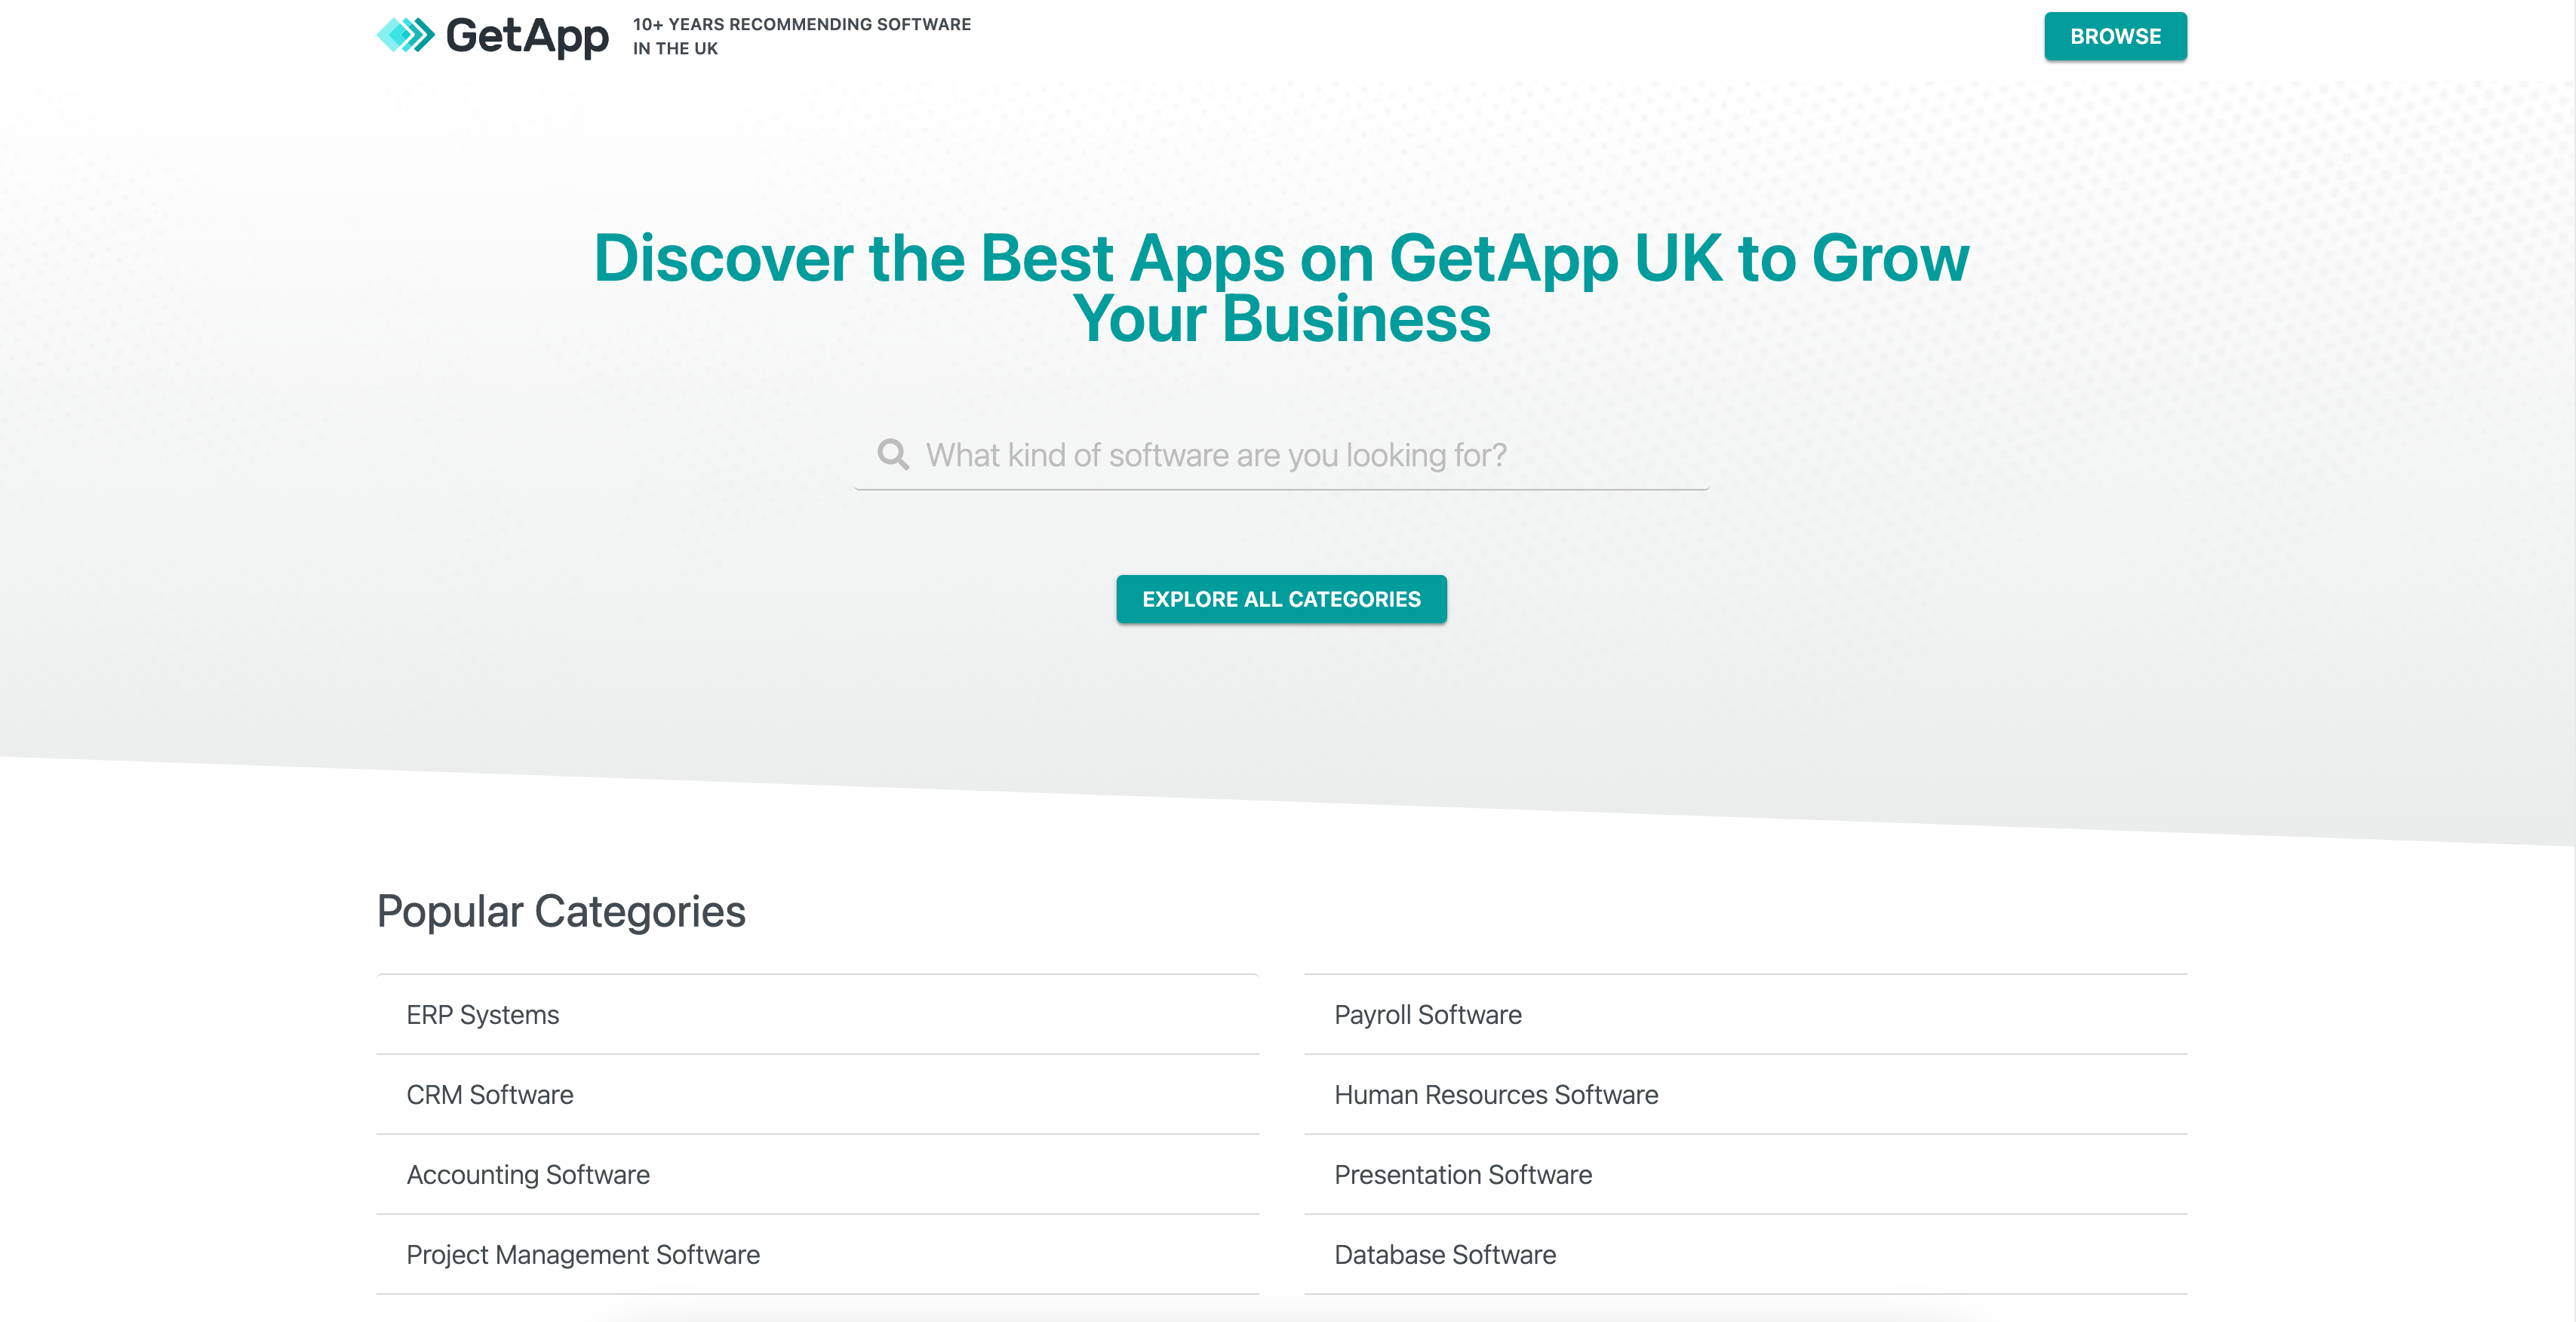 GetApp
10+ YEARS RECOMMENDING SOFTWARE
IN THE UK
BROWSE
Discover the Best Apps on GetApp UK to Grow
Your Business
What kind of software are you looking for?
EXPLORE ALL CATEGORIES
Popular Categories
ERP Systems
Payroll Software
CRM Software
Human Resources Software
Accounting Software
Presentation Software
Project Management Software
Database Software